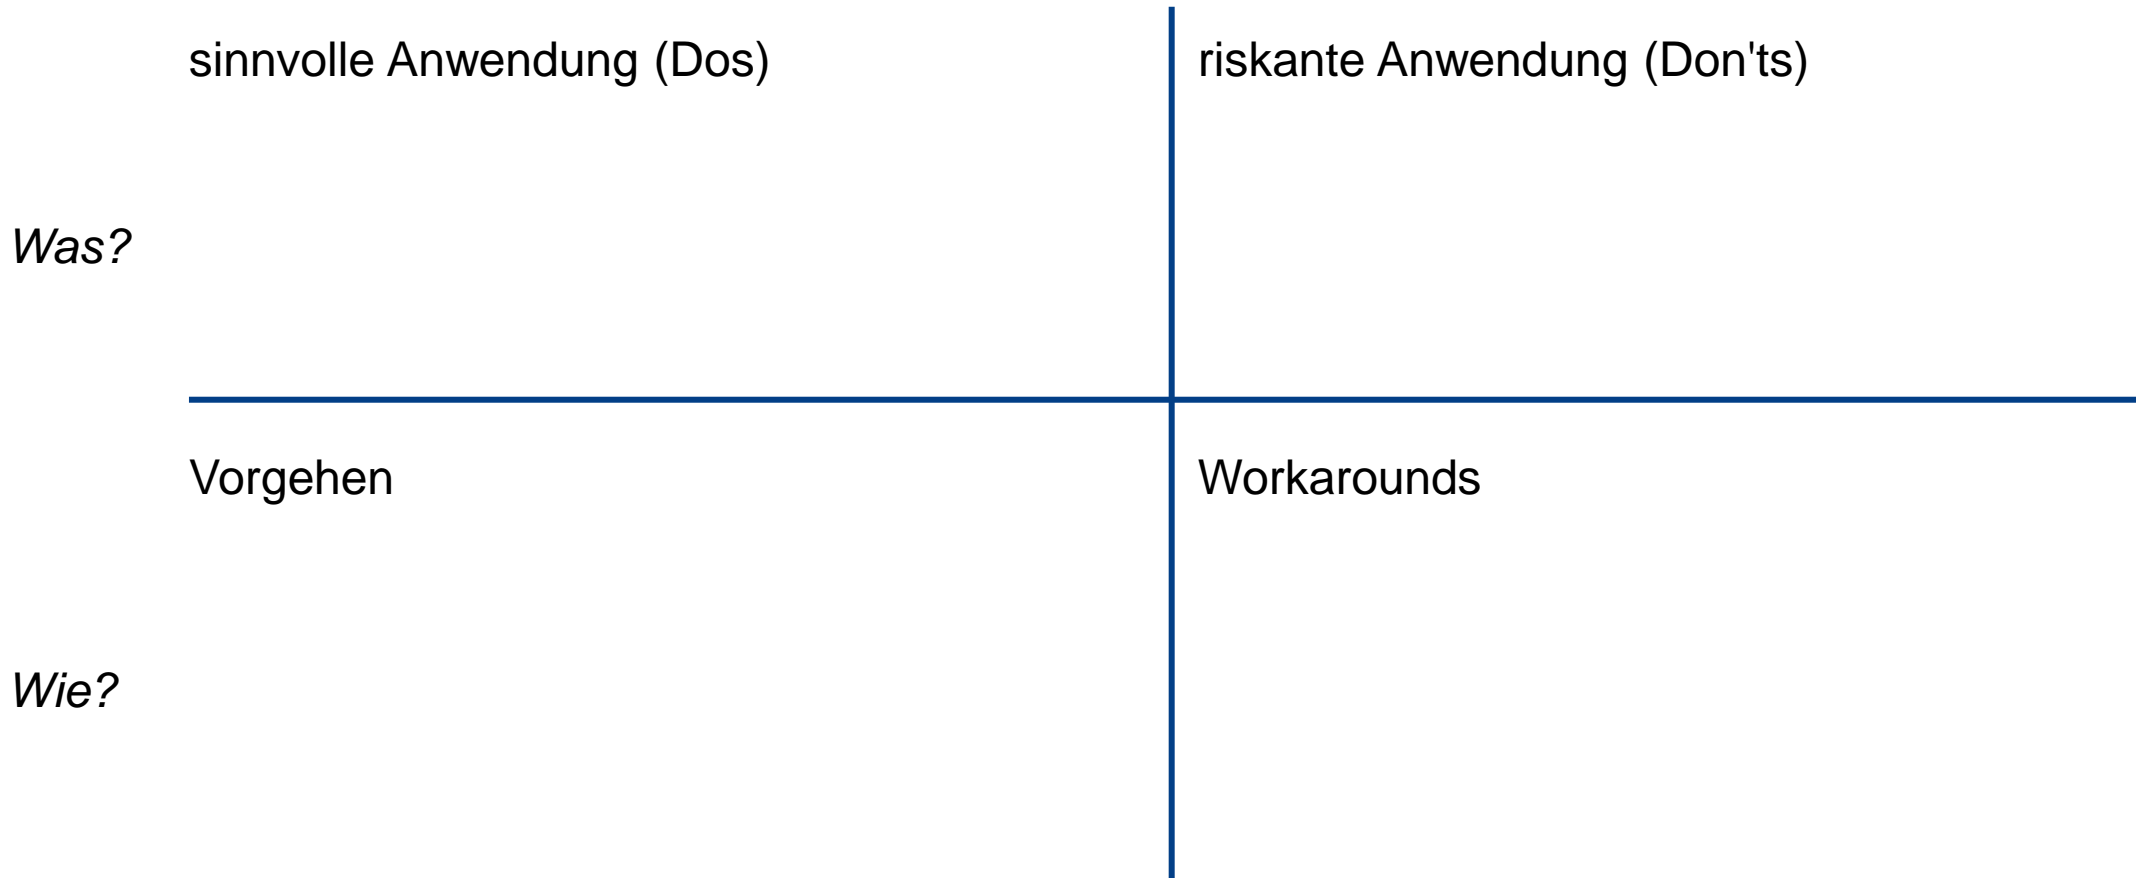 sinnvolle Anwendung (Dos)
riskante Anwendung (Don'ts)
Was?
Vorgehen
Workarounds
Wie?